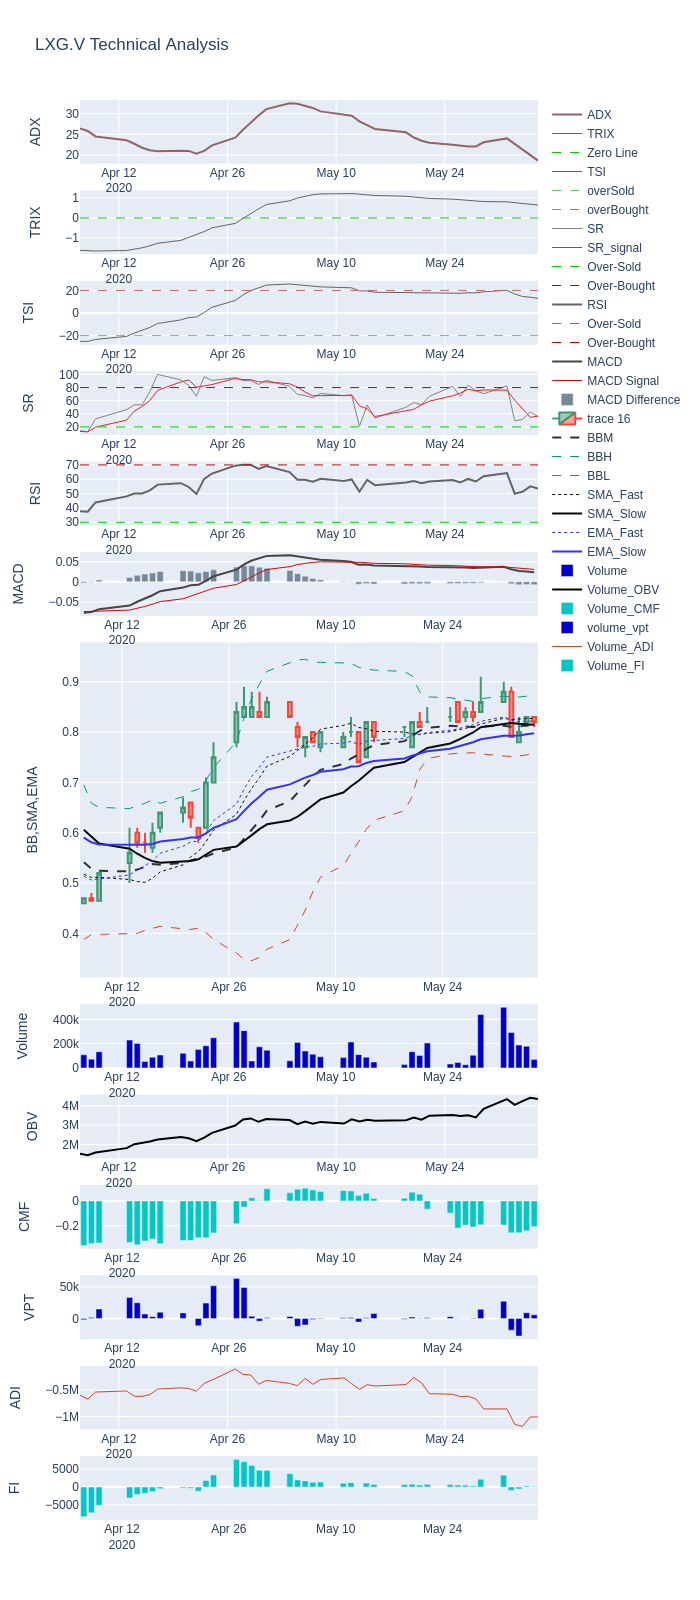 LXG.V Technical Analysis
ADX
30
25
20
Apr 12
2020
Apr 26
May 10
May 24
TRIX
1
0
−1
Apr 12
2020
Apr 26
May 10
May 24
TSI
20
0
−20
Apr 12
2020
Apr 26
May 10
May 24
SR
100
80
60
40
20
Apr 12
2020
Apr 26
May 10
May 24
RSI
70
60
50
40
30
Apr 12
2020
Apr 26
May 10
May 24
MACD
0.05
0
−0.05
Apr 12
2020
Apr 26
May 10
May 24
BB,SMA,EMA
0.9
0.8
0.7
0.6
0.5
0.4
Apr 12
2020
Apr 26
May 10
May 24
Volume
400k
200k
0
Apr 12
2020
Apr 26
May 10
May 24
OBV
4M
3M
2M
Apr 12
2020
Apr 26
May 10
May 24
CMF
0
−0.2
Apr 12
2020
Apr 26
May 10
May 24
VPT
50k
0
Apr 12
2020
Apr 26
May 10
May 24
ADI
−0.5M
−1M
Apr 12
2020
Apr 26
May 10
May 24
FI
5000
0
−5000
Apr 12
2020
Apr 26
May 10
May 24
ADX
TRIX
Zero Line
TSI
overSold
overBought
SR
SR_signal
Over-Sold
Over-Bought
RSI
Over-Sold
Over-Bought
MACD
MACD Signal
MACD Difference
trace 16
BBM
BBH
BBL
SMA_Fast
SMA_Slow
EMA_Fast
EMA_Slow
Volume
Volume_OBV
Volume_CMF
volume_vpt
Volume_ADI
Volume_FI